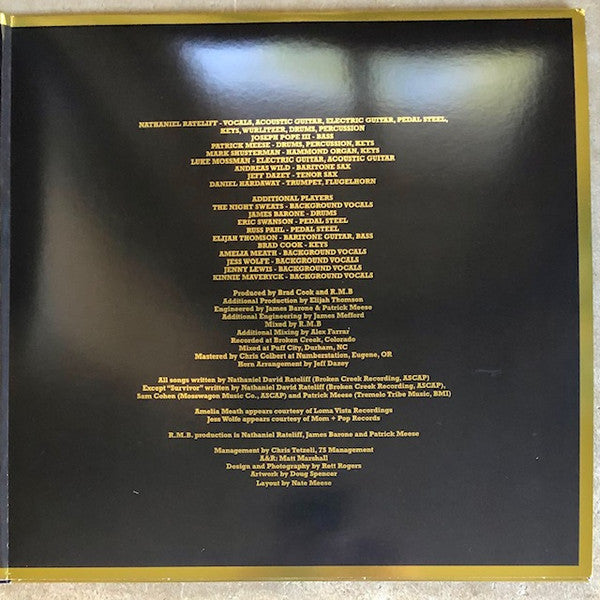 NATHANIEL RATELIFF - VOCALS, ACOUSTIC GUITAR, ELECTRIC GUITAR, PEDAL STEEL,
KEYS, WURLITZER, DRUMS, PERCUSSION
JOSEPH POPE III - BASS
PATRICK MEESE - DRUMS, PERCUSSION, KEYS
MARK SHUSTERMAN - HAMMOND ORGAN, KEYS
LUKE MOSSMAN - ELECTRIC GUITAR, ACOUSTIC GUITAR
ANDREAS WILD - BARITONE SAX
JEFF DAZEY - TENOR SAX
DANIEL HARDAWAY - TRUMPET, FLUGELHORN
ADDITIONAL PLAYERS
THE NIGHT SWEATS - BACKGROUND VOCALS
JAMES BARONE - DRUMS
ERIC SWANSON - PEDAL STEEL
RUSS PAHL - PEDAL STEEL
ELIJAH THOMSON - BARITONE GUITAR, BASS
BRAD COOK - KEYS
AMELIA MEATH - BACKGROUND VOCALS
JESS WOLFE - BACKGROUND VOCALS
JENNY LEWIS - BACKGROUND VOCALS
KINNIE MAVERYCK - BACKGROUND VOCALS
Produced by Brad Cook and R.M.B
Additional Production by Elijah Thomson
Engineered by James Barone & Patrick Meese
Additional Engineering by James Mefford
Mixed by R.M.B
Additional Mixing by Alex Farrar
Recorded at Broken Creek, Colorado
Mixed at Puff City, Durham, NC
Mastered by Chris Colbert at Numberstation, Eugene, OR
Horn Arrangement by Jeff Dazey
All songs written by Nathaniel David Rateliff (Broken Creek Recording, ASCAP)
Except "Survivor" written by Nathaniel David Rateliff (Broken Creek Recording, ASCAP),
Sam Cohen (Mosswagon Music Co., ASCAP) and Patrick Meese (Tremolo Tribe Music, BMI)
Amelia Meath appears courtesy of Loma Vista Recordings
Jess Wolfe appears courtesy of Mom + Pop Records
R.M.B. production is Nathaniel Rateliff, James Barone and Patrick Meese
Management by Chris Tetzeli, 7S Management
A&R: Matt Marshall
Design and Photography by Rett Rogers
Artwork by Doug Spencer
Layout by Nate Meese